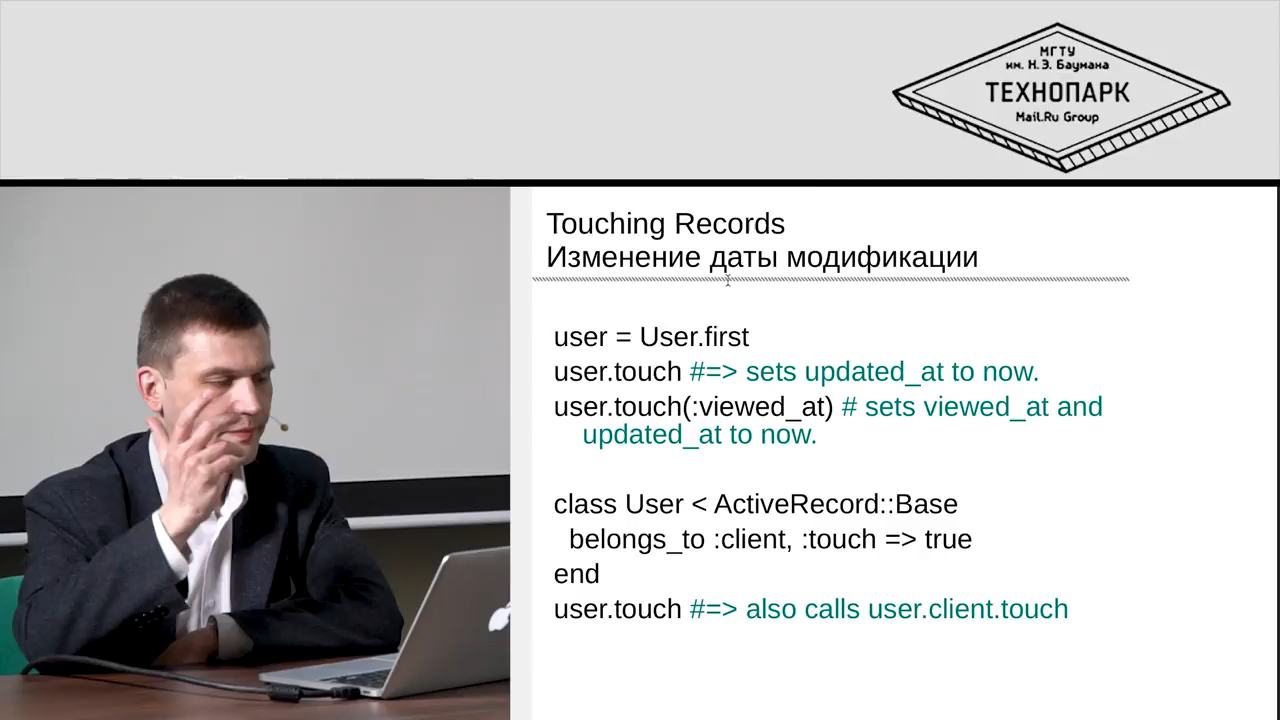 МГТУ
им. Н.Э. Баумана
ТЕХНОПАРК
Mail.Ru Group
Touching Records
Изменение даты модификации
user = User.first
user.touch #=> sets updated_at to now.
user.touch(:viewed_at) # sets viewed_at and
updated_at to now.
class User < ActiveRecord::Base
belongs_to :client, :touch => true
end
user.touch #=> also calls user.client.touch